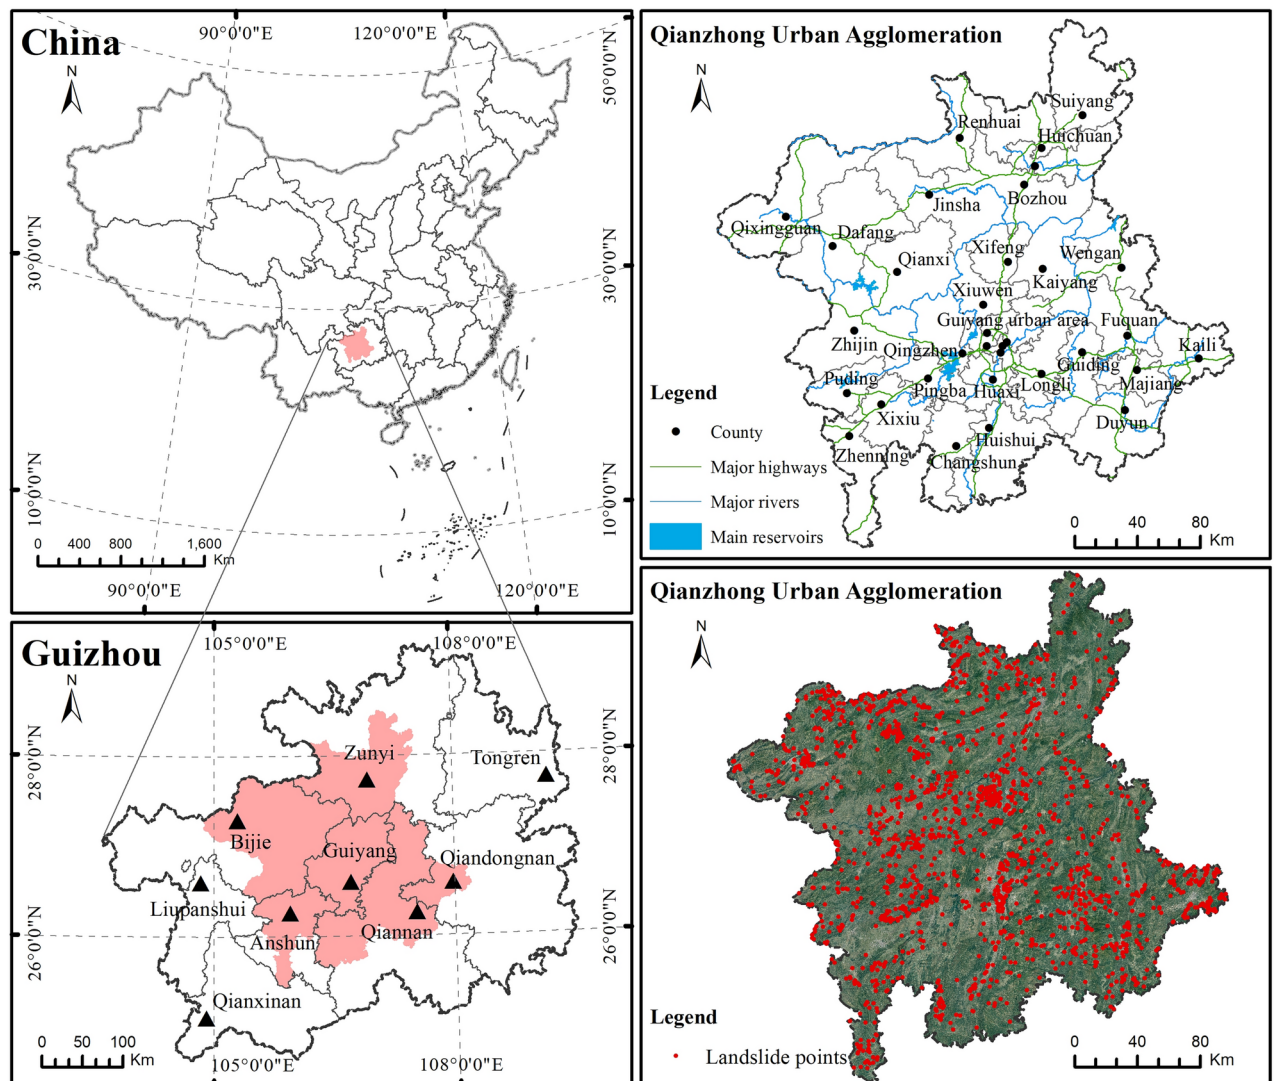 China
90°0'0"E
120°0'0"E
N
50°0'0"N
30°0'0"N
30°0'0"N
10°0'0"N
10°0'0"N
0 400 800 1,600
Km
90°0'0"E
120°0'0"E
Qianzhong Urban Agglomeration
N
Suiyang
Renhuai
Huichuan
Bozhou
Jinsha
Qixingguan
Dafang
Xifeng
Wengan
Qianxi
Kaiyang
Xiuwen
Guiyang urban area
Fuquan
Zhijin
Qingzhen
Kaili
Guiding
Puding
Pingba
Huaxi
Longli
Majiang
Xixiu
Duyun
Huishui
Zhenning
Changshun
Legend
County
Major highways
Major rivers
Main reservoirs
0 40 80
Km
Guizhou
105°0'0"E
108°0'0"E
N
28°0'0"N
28°0'0"N
Zunyi
Tongren
Bijie
Guiyang
Qiandongnan
Liupanshui
Anshun
Qiannan
26°0'0"N
26°0'0"N
Qianxinan
0 50 100
Km
105°0'0"E
108°0'0"E
Qianzhong Urban Agglomeration
N
Legend
Landslide points
0 40 80
Km